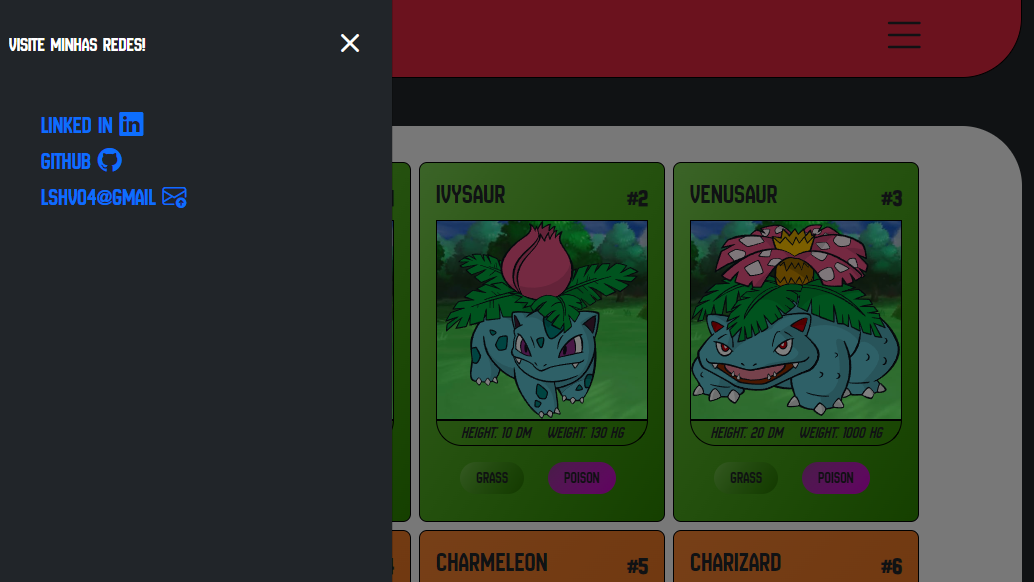 VISITE MINHAS REDES!
LINKED IN in
GITHUB
LSHV04@GMAIL
IVYSAUR #2
HEIGHT. 10 DM WEIGHT. 130 HG
GRASS POISON
VENUSAUR #3
HEIGHT. 20 DM WEIGHT. 1000 HG
GRASS POISON
CHARMELEON #5
CHARIZARD #6